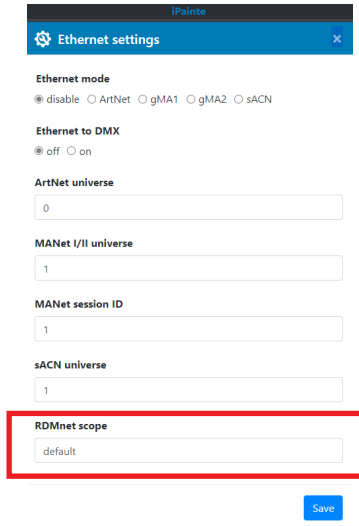 iPainte
Ethernet settings ×
Ethernet mode
disable ArtNet gMA1 gMA2 sACN
Ethernet to DMX
off on
ArtNet universe
0
MANet I/II universe
1
MANet session ID
1
sACN universe
1
RDMnet scope
default
Save